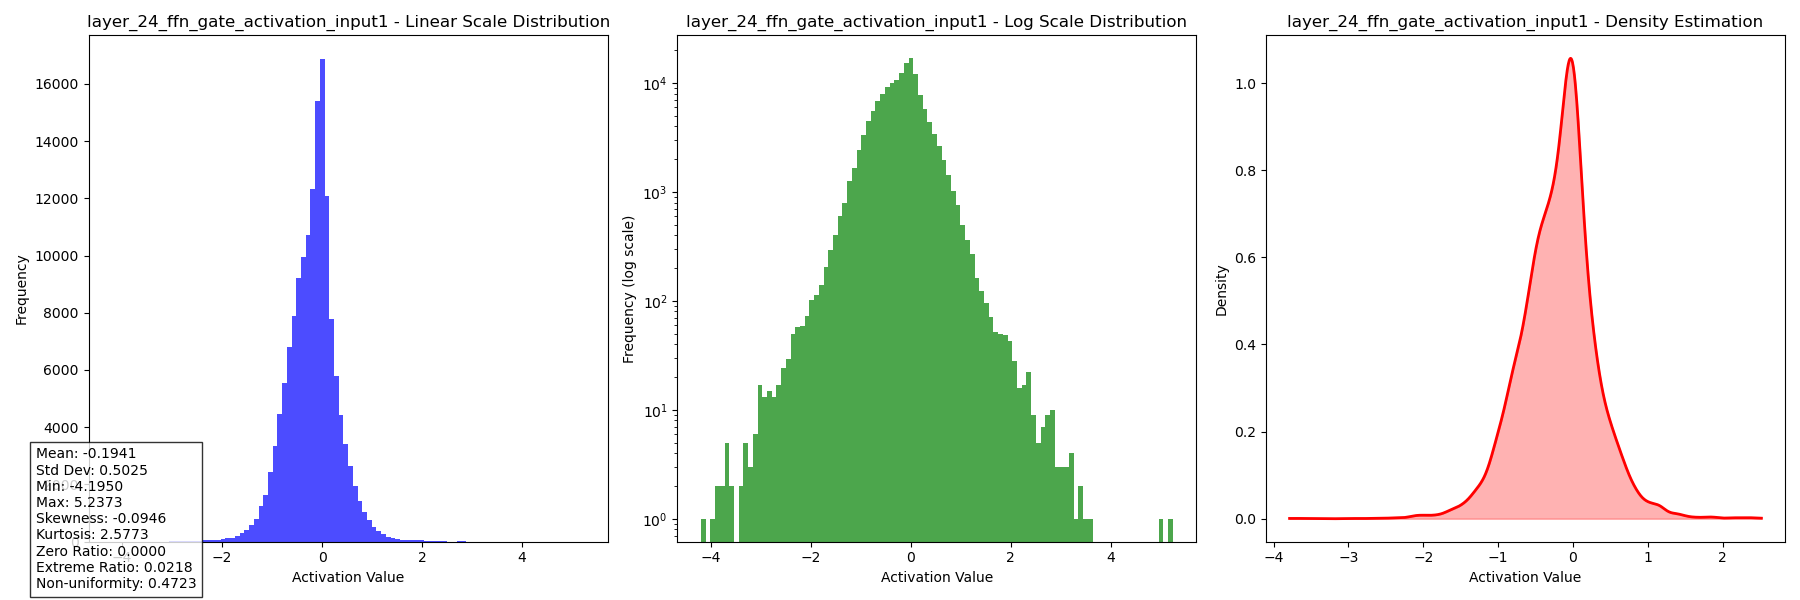 layer_24_ffn_gate_activation_input1 - Linear Scale Distribution
16000
14000
12000
10000
8000
6000
4000
Frequency
Mean: -0.1941
Std Dev: 0.5025
Min: -4.1950
Max: 5.2373
Skewness: -0.0946
Kurtosis: 2.5773
Zero Ratio: 0.0000
Extreme Ratio: 0.0218
Non-uniformity: 0.4723
−2 0 2 4
Activation Value
layer_24_ffn_gate_activation_input1 - Log Scale Distribution
10⁴
10³
10²
10¹
10⁰
Frequency (log scale)
−4 −2 0 2 4
Activation Value
layer_24_ffn_gate_activation_input1 - Density Estimation
1.0
0.8
0.6
0.4
0.2
0.0
Density
−4 −3 −2 −1 0 1 2
Activation Value